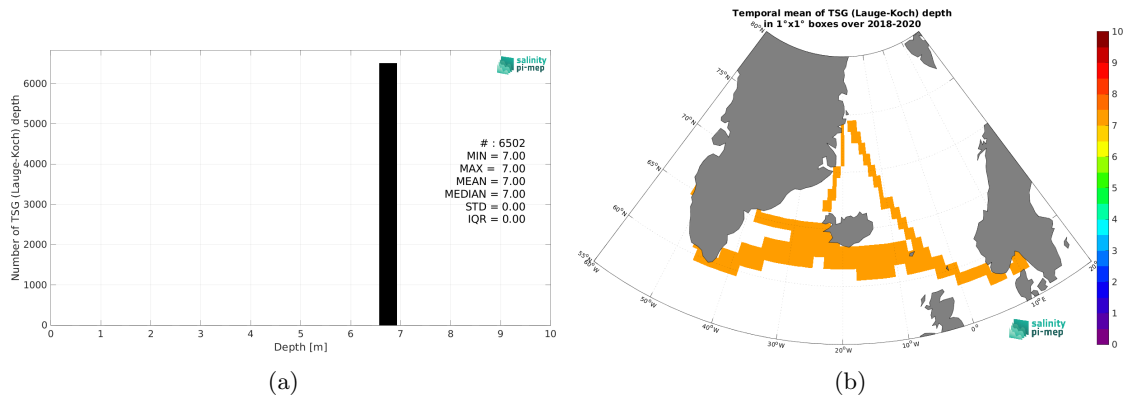 salinity
pi-mep
6000
5000
4000
3000
2000
1000
0
Number of TSG (Lauge-Koch) depth
# : 6502
MIN = 7.00
MAX = 7.00
MEAN = 7.00
MEDIAN = 7.00
STD = 0.00
IQR = 0.00
0 1 2 3 4 5 6 7 8 9 10
Depth [m]
(a)
Temporal mean of TSG (Lauge-Koch) depth
in 1°x1° boxes over 2018-2020
80°N
75°N
70°N
65°N
60°N
55°N
60°W
50°W
40°W
30°W
20°W
10°W
0°
10°E
10
9
8
7
6
5
4
3
2
1
0
salinity
pi-mep
(b)